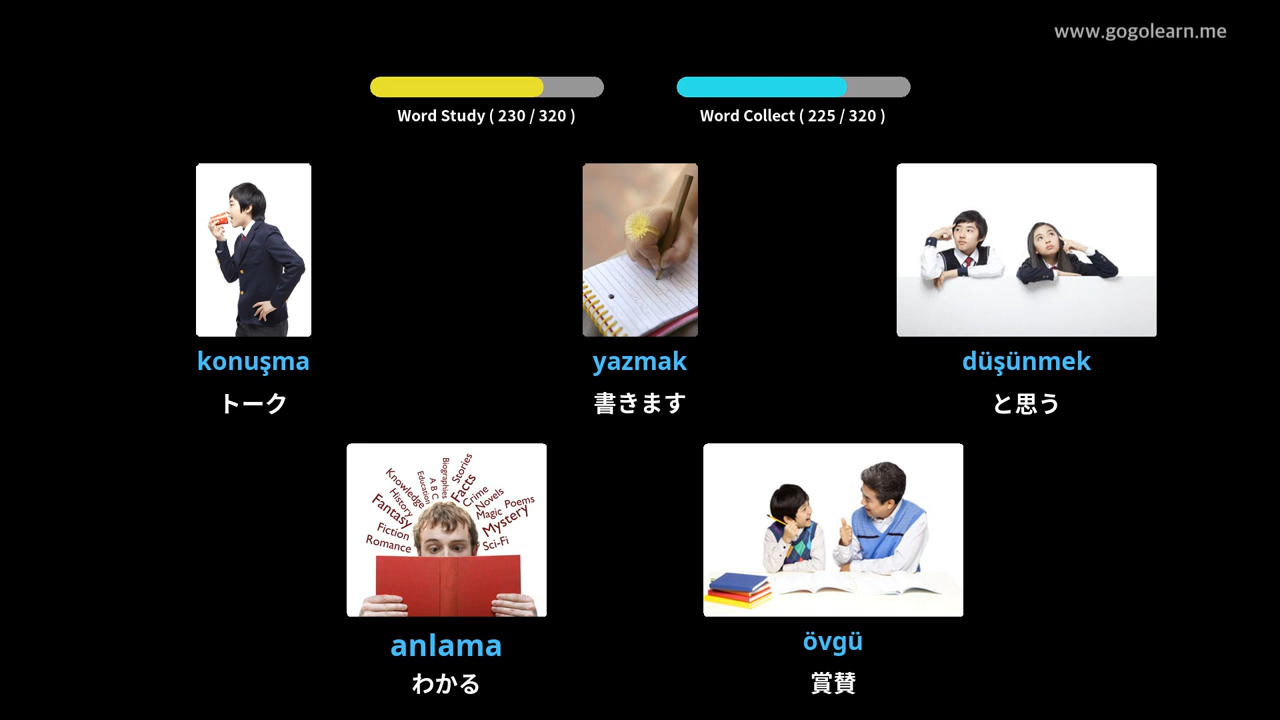 www.gogolearn.me
Word Study ( 230 / 320 )
Word Collect ( 225 / 320 )
konuşma
トーク
yazmak
書きます
düşünmek
と思う
Biographies
Stories
Knowledge
Education
A B C
Facts
Crime
History
Novels
Fantasy
Magic
Poems
Mystery
Fiction
Romance
Sci-Fi
anlama
わかる
övgü
賞賛